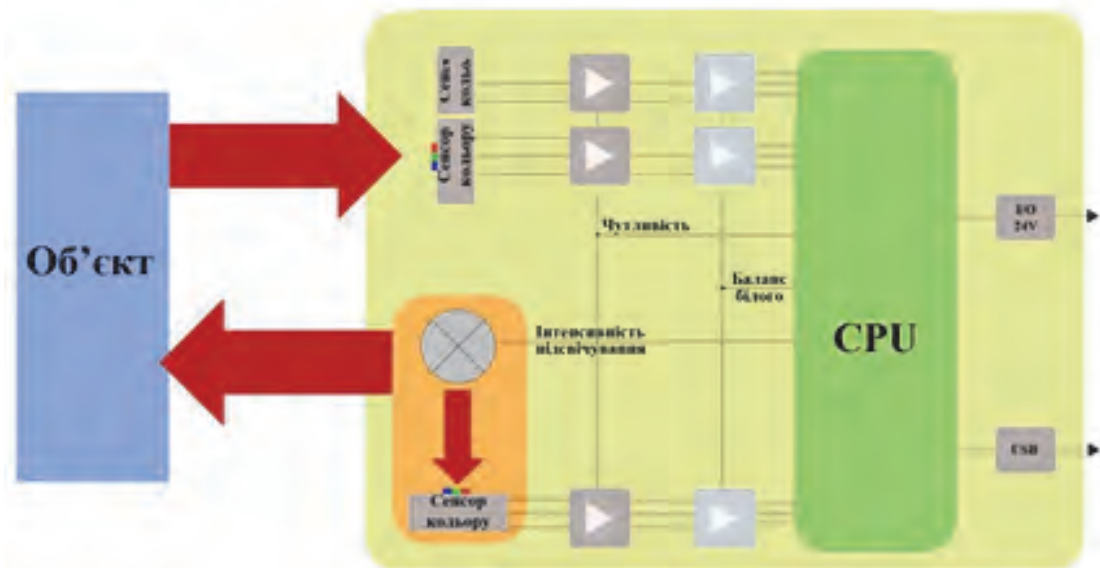 Об’єкт
Сенсор
кольору
Чутливість
Баланс
білого
Інтенсивність
підсвічування
CPU
I/O
24V
USB
Сенсор
кольору